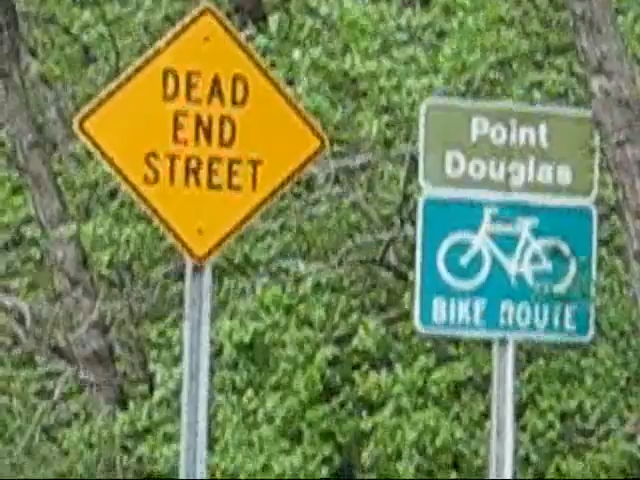 DEAD
END
STREET
Point
Douglas
BIKE ROUTE